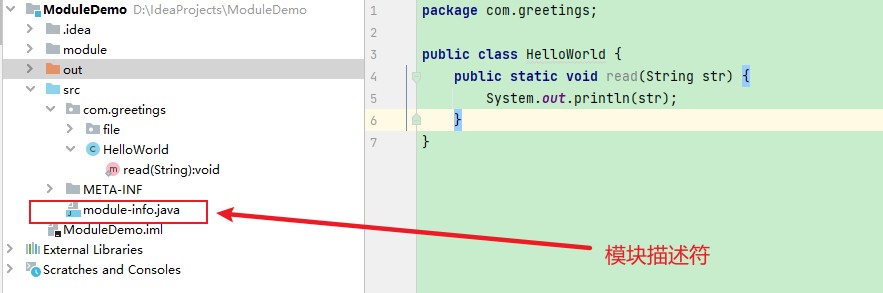 ModuleDemo D:\IdeaProjects\ModuleDemo
.idea
module
out
src
com.greetings
file
HelloWorld
read(String):void
META-INF
module-info.java
ModuleDemo.iml
External Libraries
Scratches and Consoles
1 package com.greetings;
2
3 public class HelloWorld {
4 public static void read(String str) {
5 System.out.println(str);
6 }
7 }
模块描述符